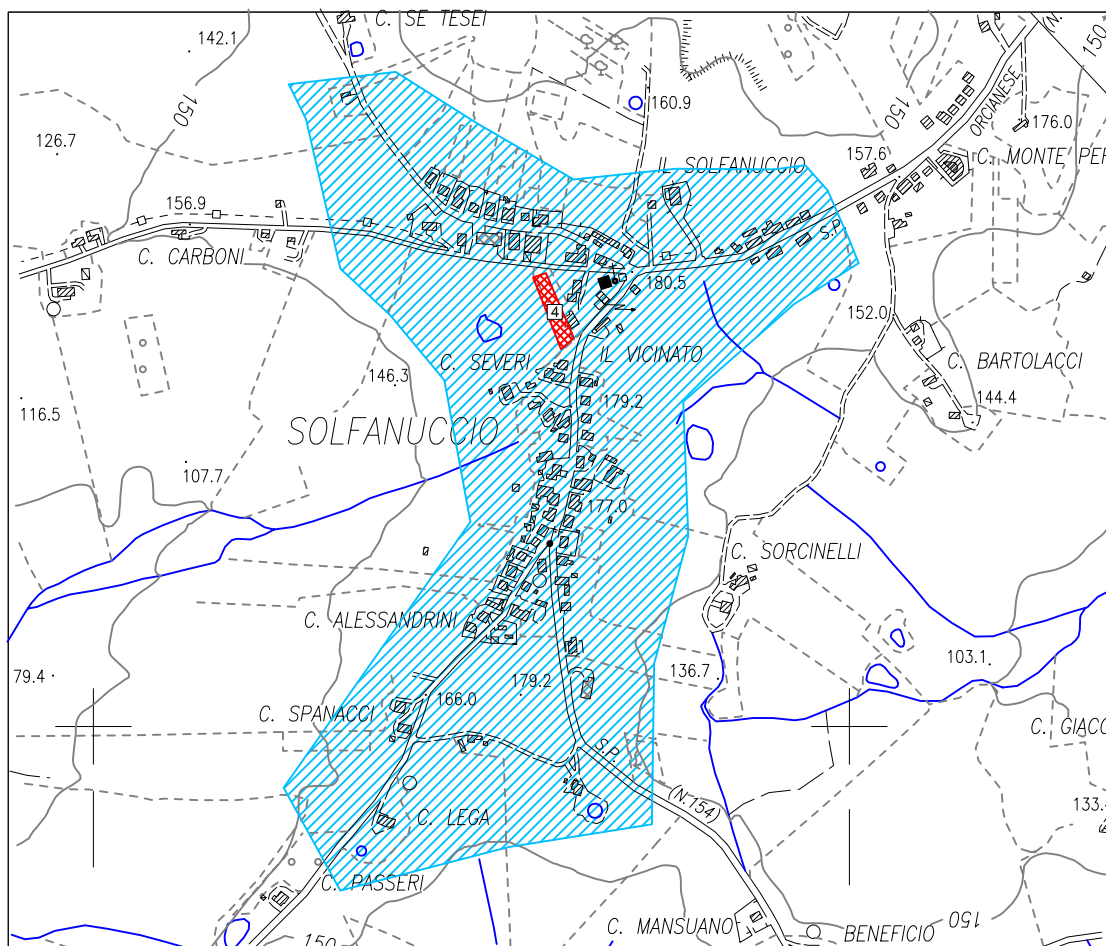 C. SE TESEI
(N.
150
142.1
150
160.9
150
ORCIANESE
176.0
126.7
157.6
C. MONTE PER
IL SOLFANUCCIO
156.9
S.P.
C. CARBONI
180.5
4
152.0
C. SEVERI
IL VICINATO
C. BARTOLACCI
146.3
116.5
179.2
144.4
SOLFANUCCIO
107.7
177.0
C. SORCINELLI
C. ALESSANDRINI
103.1
79.4
136.7
179.2
166.0
C. SPANACCI
C. GIACO
S.P.
(N.154)
133.4
C. LEGA
C. PASSERI
150
C. MANSUANO
BENEFICIO
150